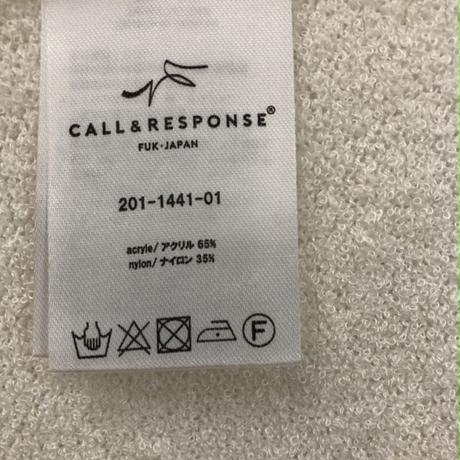 CALL & RESPONSE®
FUK-JAPAN
201-1441-01
acryle/アクリル 65%
nylon/ナイロン 35%
F